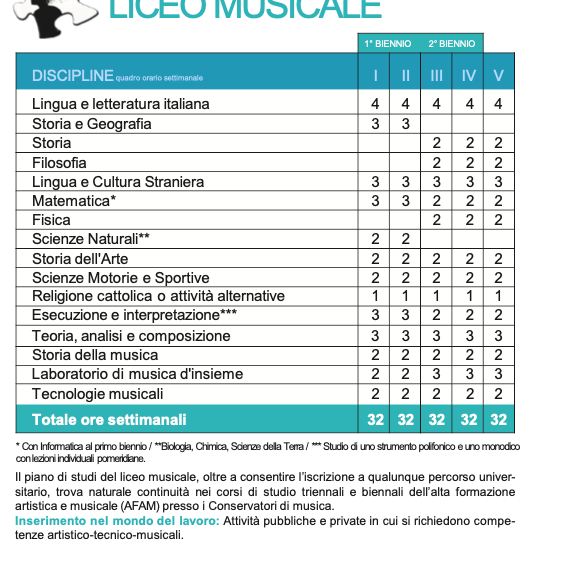 LICEO MUSICALE
1° BIENNIO 2° BIENNIO
DISCIPLINE quadro orario settimanale I II III IV V
Lingua e letteratura italiana 4 4 4 4 4
Storia e Geografia 3 3
Storia 2 2 2
Filosofia 2 2 2
Lingua e Cultura Straniera 3 3 3 3 3
Matematica* 3 3 2 2 2
Fisica 2 2 2
Scienze Naturali** 2 2
Storia dell'Arte 2 2 2 2 2
Scienze Motorie e Sportive 2 2 2 2 2
Religione cattolica o attività alternative 1 1 1 1 1
Esecuzione e interpretazione*** 3 3 2 2 2
Teoria, analisi e composizione 3 3 3 3 3
Storia della musica 2 2 2 2 2
Laboratorio di musica d'insieme 2 2 3 3 3
Tecnologie musicali 2 2 2 2 2
Totale ore settimanali 32 32 32 32 32
* Con Informatica al primo biennio / **Biologia, Chimica, Scienze della Terra / *** Studio di uno strumento polifonico e uno monodico
con lezioni individuali pomeridiane.
Il piano di studi del liceo musicale, oltre a consentire l'iscrizione a qualunque percorso univer-
sitario, trova naturale continuità nei corsi di studio triennali e biennali dell'alta formazione
artistica e musicale (AFAM) presso i Conservatori di musica.
Inserimento nel mondo del lavoro: Attività pubbliche e private in cui si richiedono compe-
tenze artistico-tecnico-musicali.